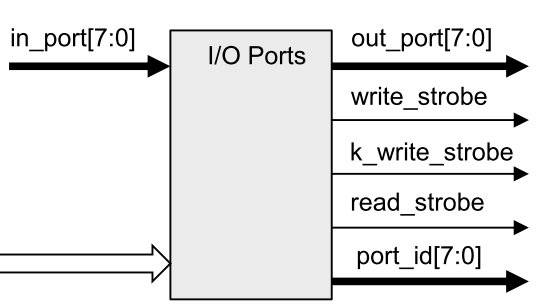 in_port[7:0]
I/O Ports
out_port[7:0]
write_strobe
k_write_strobe
read_strobe
port_id[7:0]